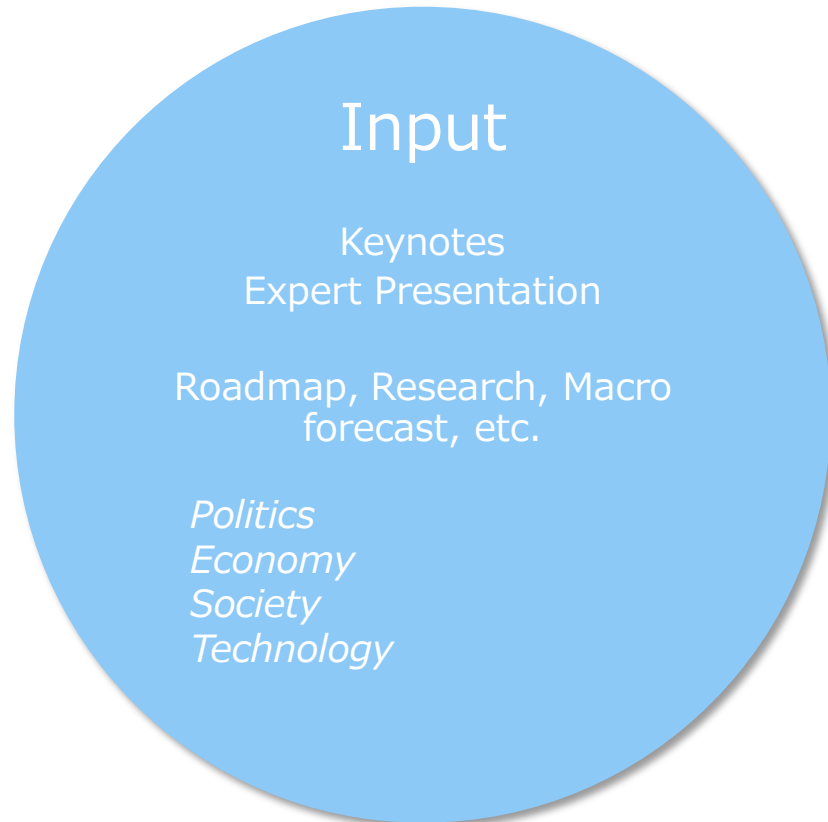 Input
Keynotes
Expert Presentation
Roadmap, Research, Macro
forecast, etc.
Politics
Economy
Society
Technology